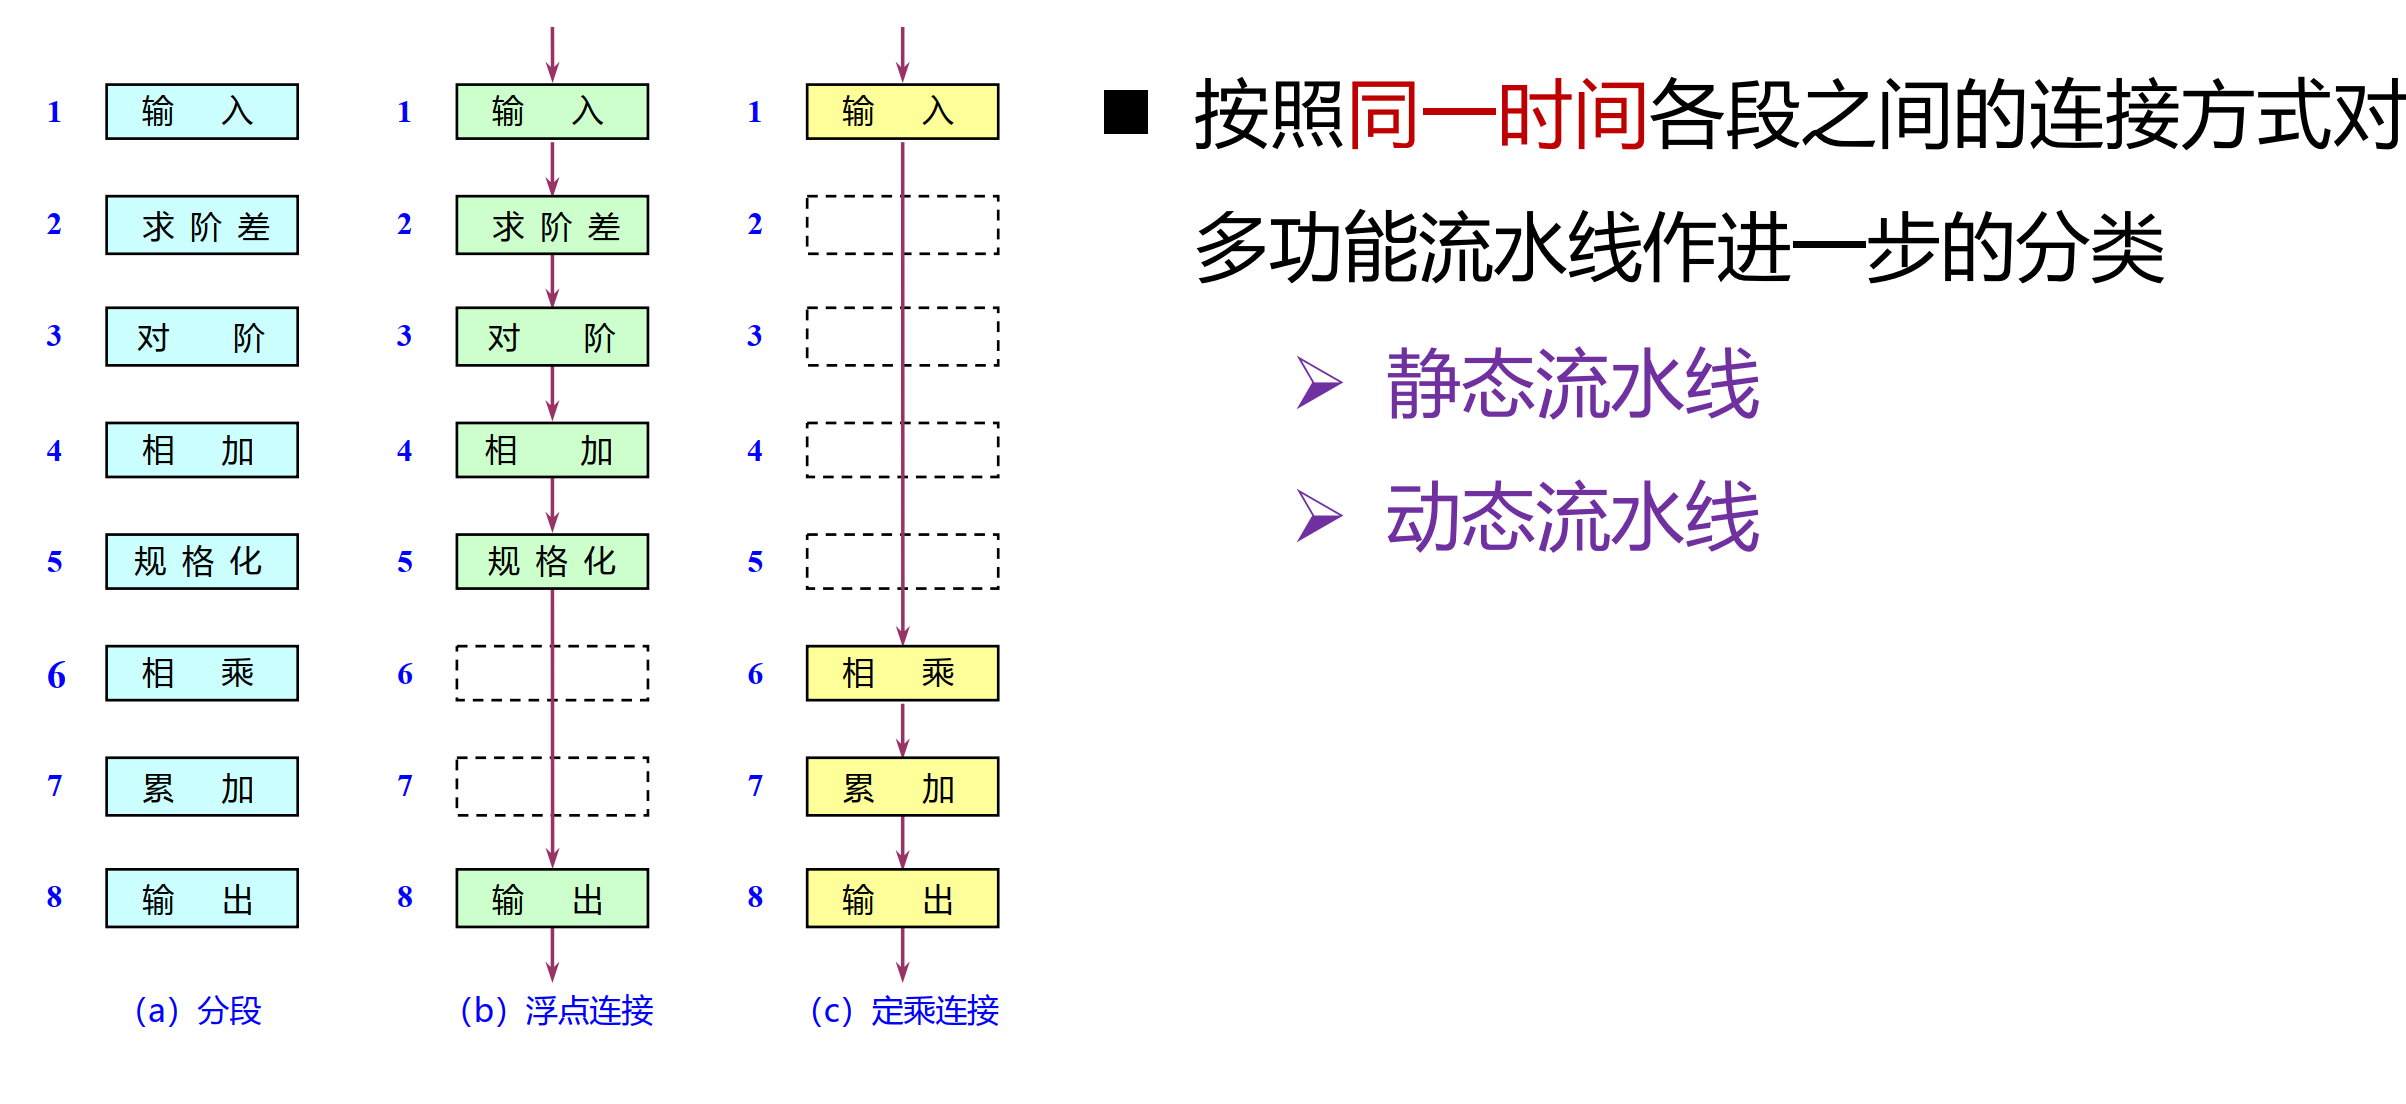 1 输入 1 输入 1 输入
2 求阶差 2 求阶差 2
3 对阶 3 对阶 3
4 相加 4 相加 4
5 规格化 5 规格化 5
6 相乘 6 6 相乘
7 累加 7 7 累加
8 输出 8 输出 8 输出
（a）分段 （b）浮点连接 （c）定乘连接
■ 按照同一时间各段之间的连接方式对
多功能流水线作进一步的分类
➢ 静态流水线
➢ 动态流水线